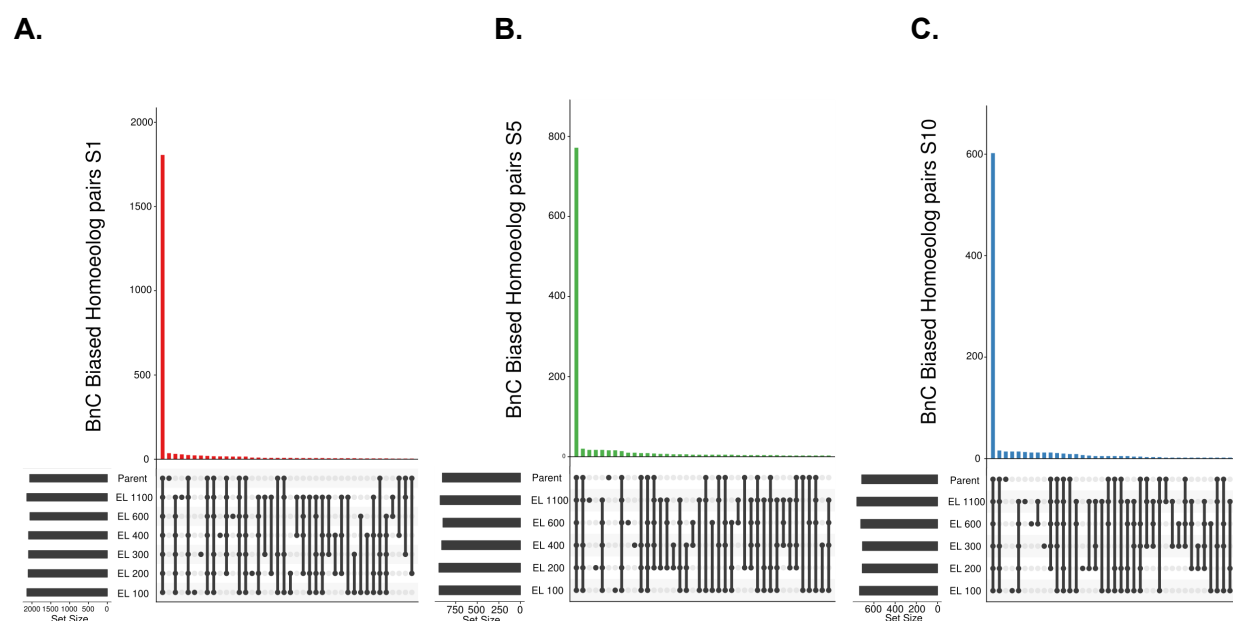 A.
B.
C.
BnC Biased Homoeolog pairs S1
2000
1500
1000
500
0
Parent
EL 1100
EL 600
EL 400
EL 300
EL 200
EL 100
2000 1500 1000 500 0
Set Size
BnC Biased Homoeolog pairs S5
800
600
400
200
0
Parent
EL 1100
EL 600
EL 400
EL 200
EL 100
750 500 250 0
Set Size
BnC Biased Homoeolog pairs S10
600
400
200
0
Parent
EL 1100
EL 600
EL 300
EL 200
EL 100
600 400 200 0
Set Size